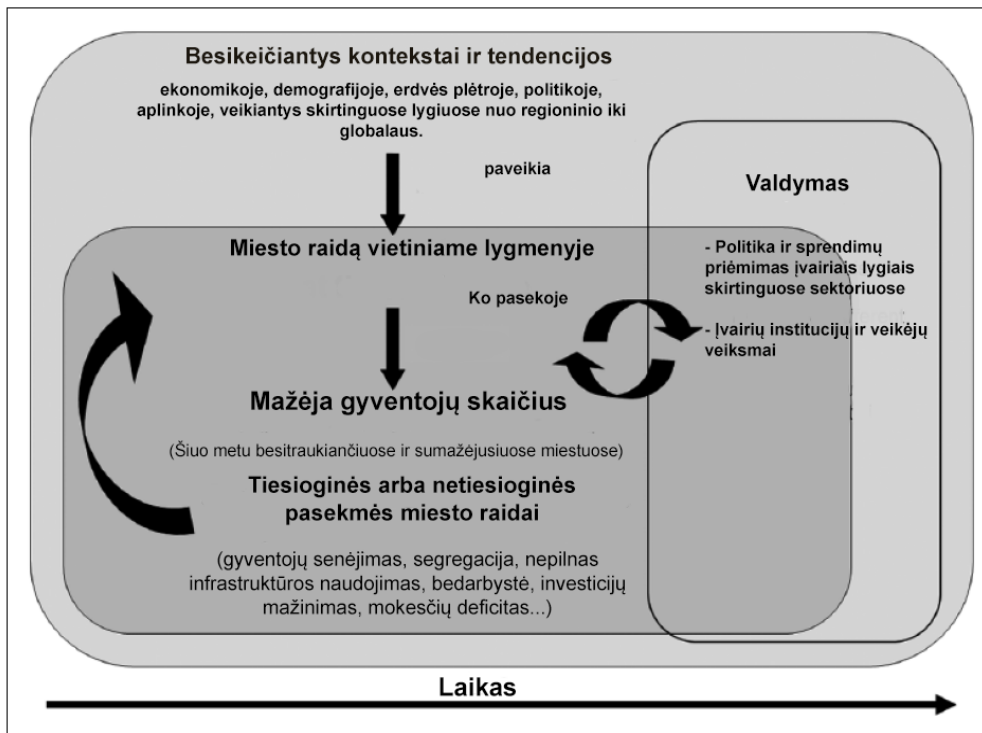 Besikeičiantys kontekstai ir tendencijos
ekonomikoje, demografijoje, erdvės plėtroje, politikoje,
aplinkoje, veikiantys skirtinguose lygiuose nuo regioninio iki
globalaus.
paveikia
Miesto raidą vietiniame lygmenyje
Ko pasekoje
Mažėja gyventojų skaičius
(Šiuo metu besitraukiančiuose ir sumažėjusiuose miestuose)
Tiesioginės arba netiesioginės
pasekmės miesto raidai
(gyventojų senėjimas, segregacija, nepilnas
infrastruktūros naudojimas, bedarbystė, investicijų
mažinimas, mokesčių deficitas...)
Valdymas
- Politika ir sprendimų
priėmimas įvairiais lygiais
skirtinguose sektoriuose
- Įvairių institucijų ir veikėjų
veiksmai
Laikas